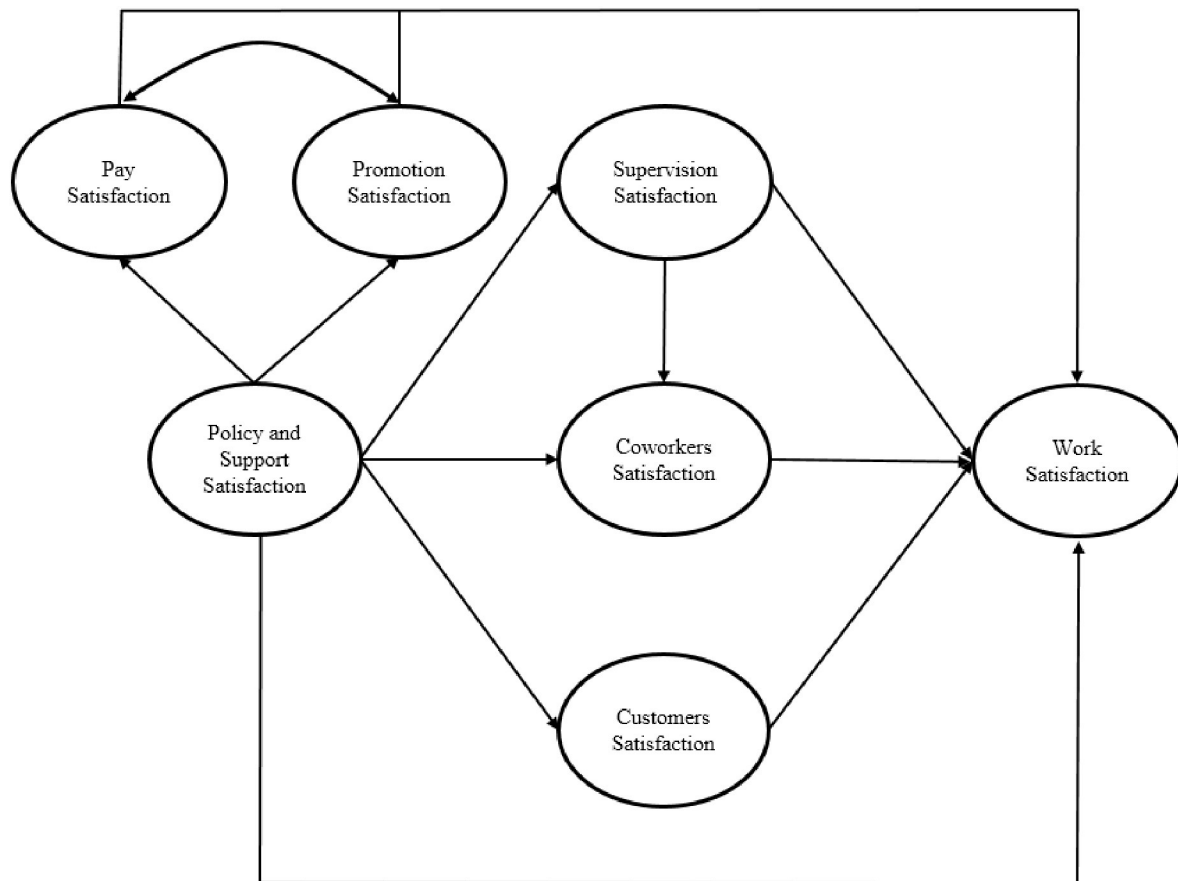 Pay
Satisfaction
Promotion
Satisfaction
Supervision
Satisfaction
Policy and
Support
Satisfaction
Coworkers
Satisfaction
Work
Satisfaction
Customers
Satisfaction